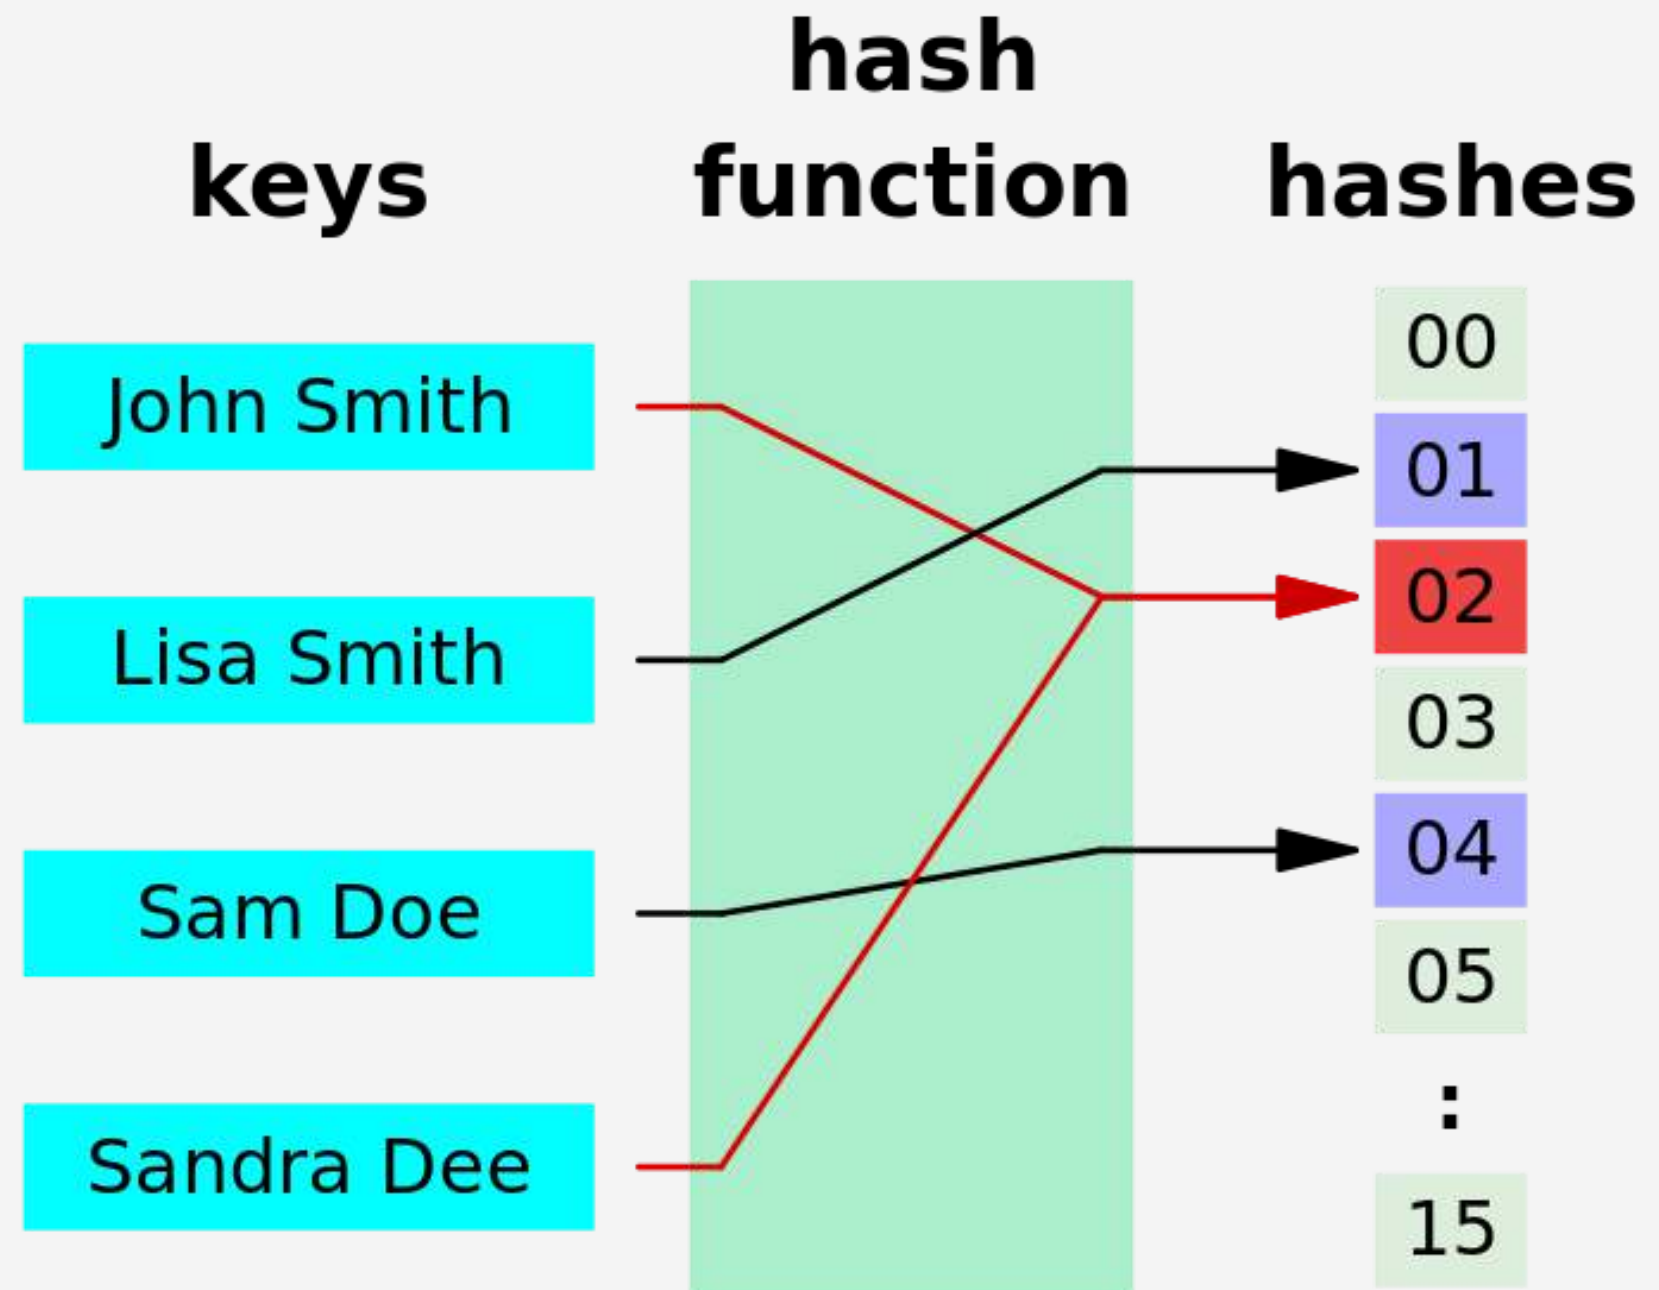 hash
keys function hashes
John Smith
Lisa Smith
Sam Doe
Sandra Dee
00
01
02
03
04
05
:
15